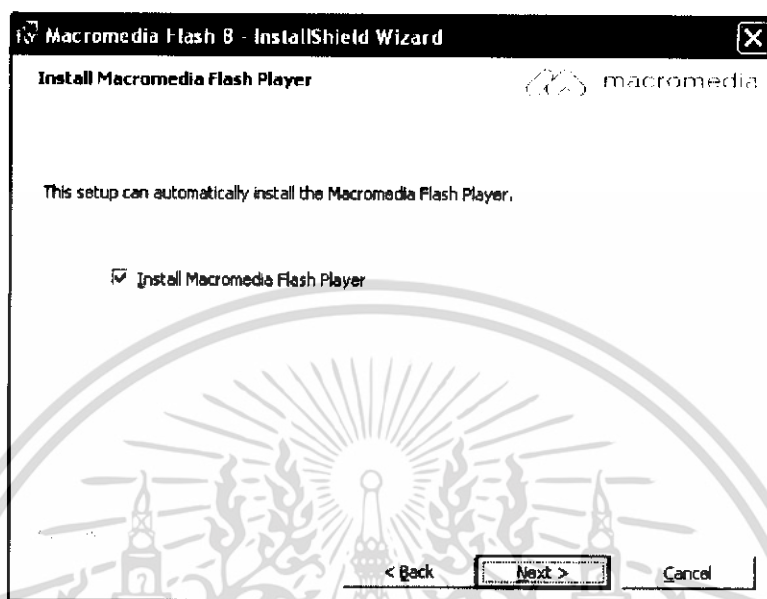 Macromedia Flash 8 - InstallShield Wizard
Install Macromedia Flash Player
macromedia
This setup can automatically install the Macromedia Flash Player.
Install Macromedia Flash Player
< Back Next > Cancel